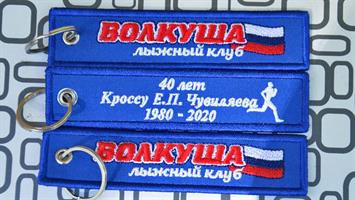 ВОЛКУША
лыжный клуб
40 лет
Кроссу Е.П. Чувиляева
1980 - 2020
ВОЛКУША
лыжный клуб